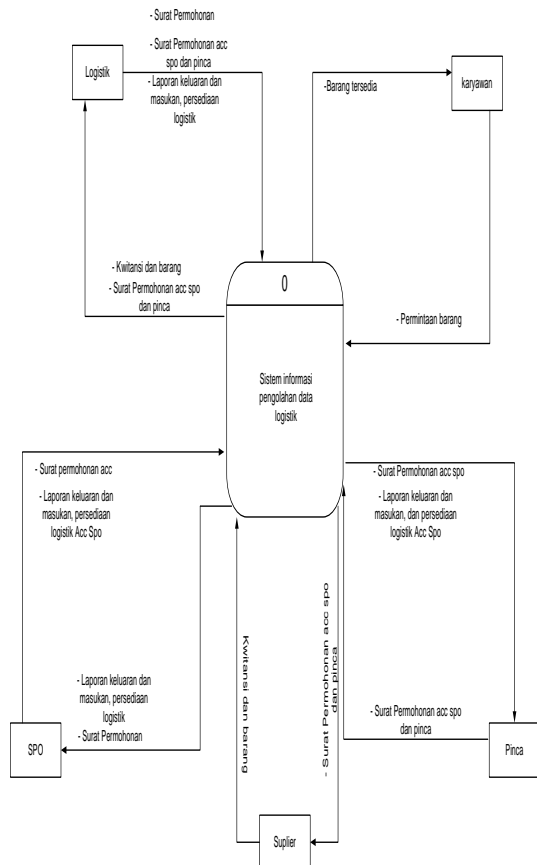 - Surat Permohonan
- Surat Permohonan acc
spo dan pinca
- Laporan keluaran dan
masukan, persediaan
logistik
Logistik
-Barang tersedia
karyawan
- Kwitansi dan barang
- Surat Permohonan acc spo
dan pinca
0
- Permintaan barang
Sistem informasi
pengolahan data
logistik
- Surat permohonan acc
- Laporan keluaran dan
masukan, persediaan
logistik Acc Spo
- Surat Permohonan acc spo
- Laporan keluaran dan
masukan, dan persediaan
logistik Acc Spo
Kwitansi dan barang
- Surat Permohonan acc spo
dan pinca
- Laporan keluaran dan
masukan, persediaan
logistik
- Surat Permohonan
SPO
- Surat Permohonan acc spo
dan pinca
Pinca
Suplier